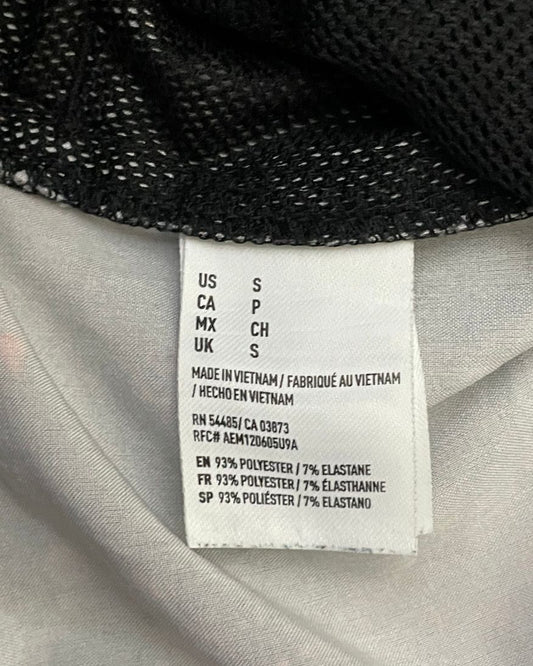 US S
CA P
MX CH
UK S
MADE IN VIETNAM / FABRIQUÉ AU VIETNAM
/ HECHO EN VIETNAM
RN 54485/ CA 03873
RFC# AEM120605U9A
EN 93% POLYESTER / 7% ELASTANE
FR 93% POLYESTER / 7% ÉLASTHANNE
SP 93% POLIÉSTER / 7% ELASTANO